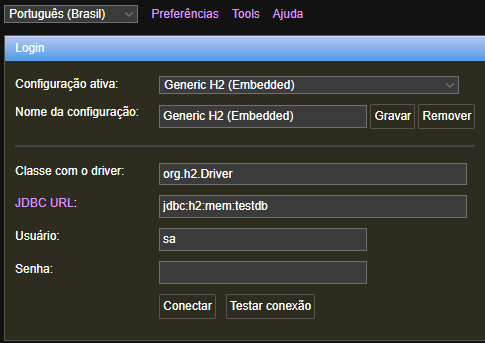 Português (Brasil) Preferências Tools Ajuda
Login
Configuração ativa: Generic H2 (Embedded)
Nome da configuração: Generic H2 (Embedded) Gravar Remover
Classe com o driver: org.h2.Driver
JDBC URL: jdbc:h2:mem:testdb
Usuário: sa
Senha:
Conectar Testar conexão